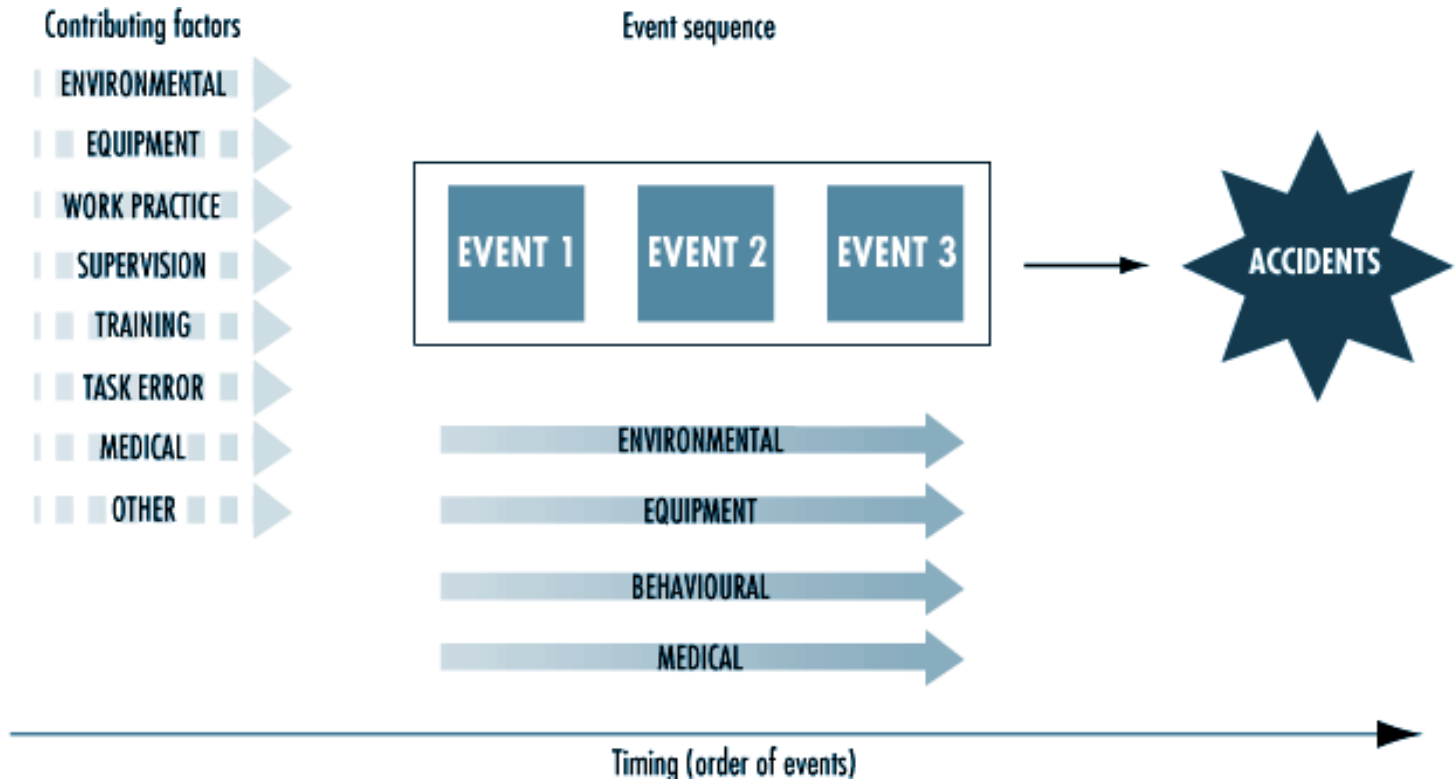 Contributing factors
Event sequence
ENVIRONMENTAL
EQUIPMENT
WORK PRACTICE
SUPERVISION
TRAINING
TASK ERROR
MEDICAL
OTHER
EVENT 1
EVENT 2
EVENT 3
ACCIDENTS
ENVIRONMENTAL
EQUIPMENT
BEHAVIOURAL
MEDICAL
Timing (order of events)